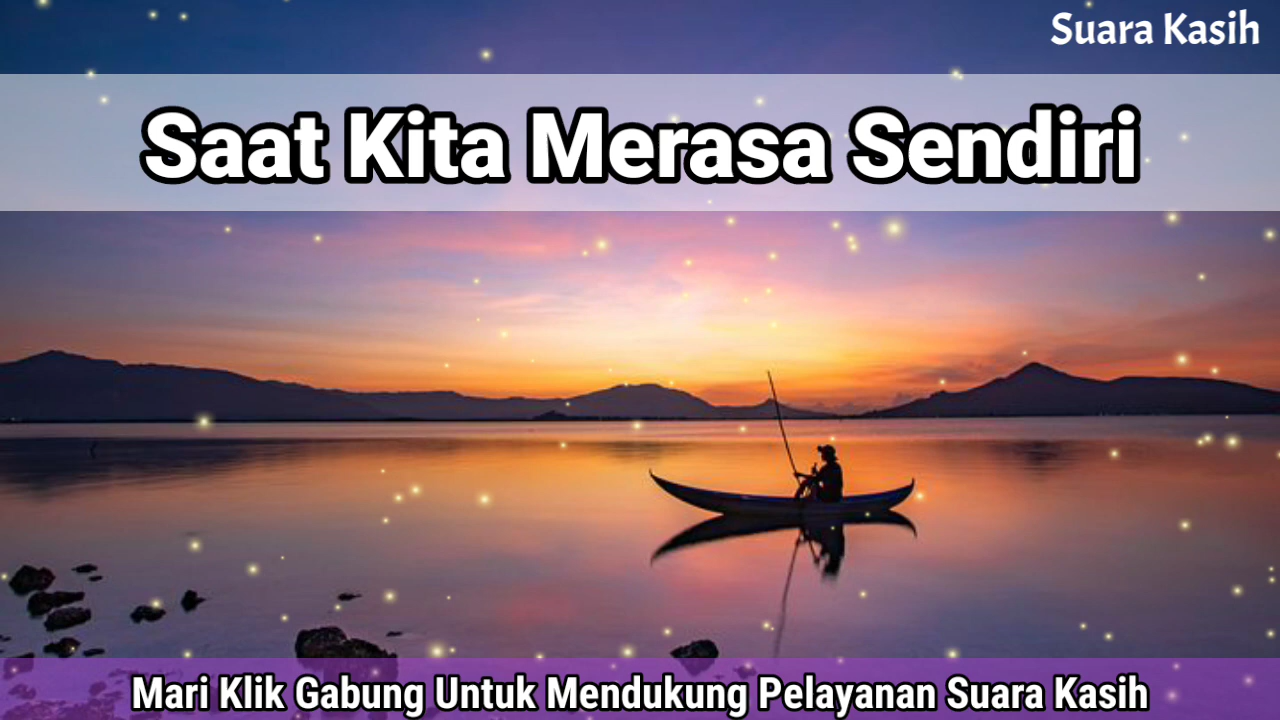 Suara Kasih
Saat Kita Merasa Sendiri
Mari Klik Gabung Untuk Mendukung Pelayanan Suara Kasih